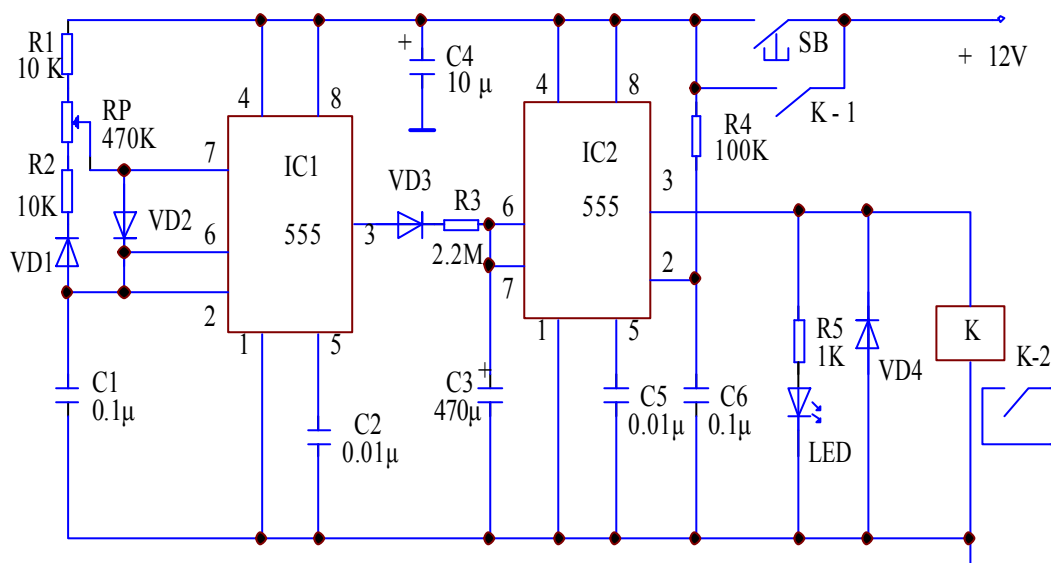 R1
10 K
RP
470K
R2
10K
VD1
VD2
4
8
7
6
2
1
5
3
IC1
555
C1
0.1μ
C2
0.01μ
+
C4
10 μ
VD3
R3
2.2M
+
C3
470μ
4
8
6
7
1
5
3
2
IC2
555
C5
0.01μ
C6
0.1μ
R4
100K
SB
K - 1
+ 12V
R5
1K
LED
VD4
K
K-2